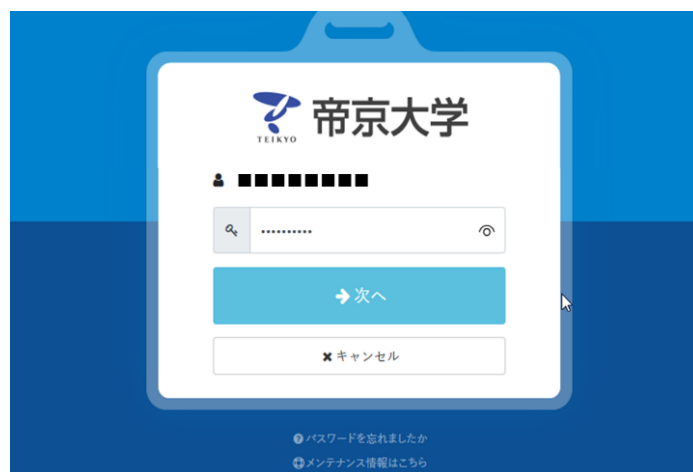 帝京大学
TEIKYO
■■■■■■■■
••••••••••
次へ
キャンセル
パスワードを忘れましたか
メンテナンス情報はこちら